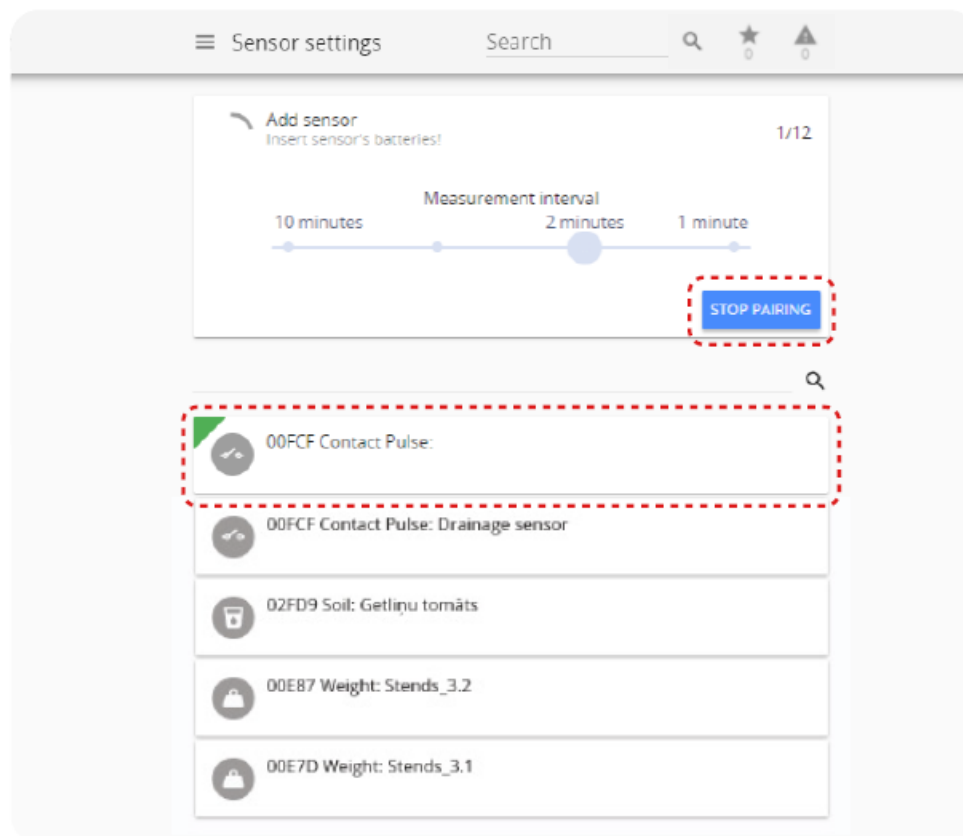 Sensor settings Search
0 0
Add sensor
Insert sensor's batteries!
1/12
Measurement interval
10 minutes 2 minutes 1 minute
STOP PAIRING
00FCF Contact Pulse:
00FCF Contact Pulse: Drainage sensor
02FD9 Soil: Getliņu tomāts
00E87 Weight: Stends_3.2
00E7D Weight: Stends_3.1